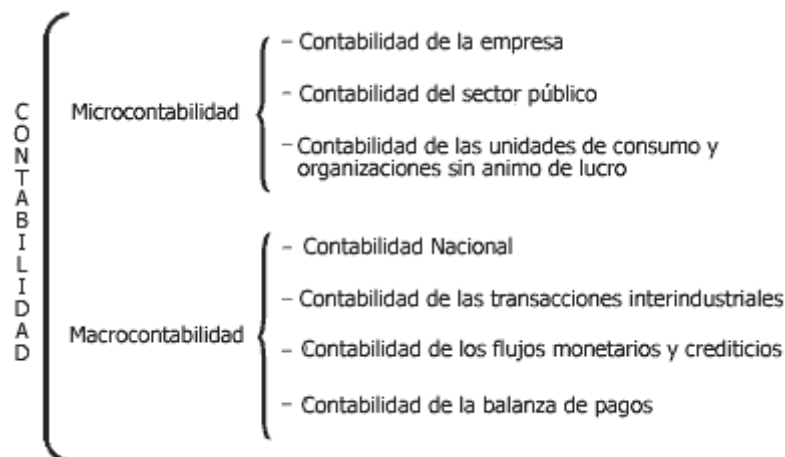 CONTABILIDAD
Microcontabilidad
- Contabilidad de la empresa
- Contabilidad del sector público
- Contabilidad de las unidades de consumo y
organizaciones sin animo de lucro
Macrocontabilidad
- Contabilidad Nacional
- Contabilidad de las transacciones interindustriales
- Contabilidad de los flujos monetarios y crediticios
- Contabilidad de la balanza de pagos